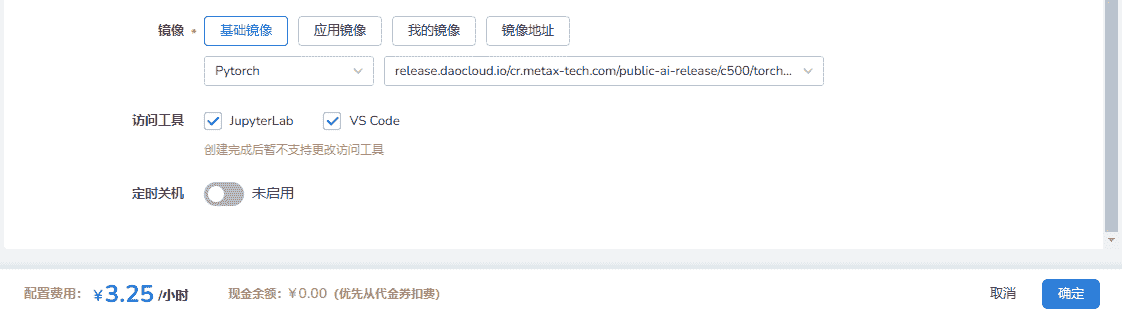 镜像 * 基础镜像 应用镜像 我的镜像 镜像地址
Pytorch release.daocloud.io/cr.metax-tech.com/public-ai-release/c500/torch...
访问工具 JupyterLab VS Code
创建完成后暂不支持更改访问工具
定时关机 未启用
配置费用: ¥3.25 /小时 现金余额: ¥0.00 (优先从代金券扣费) 取消 确定